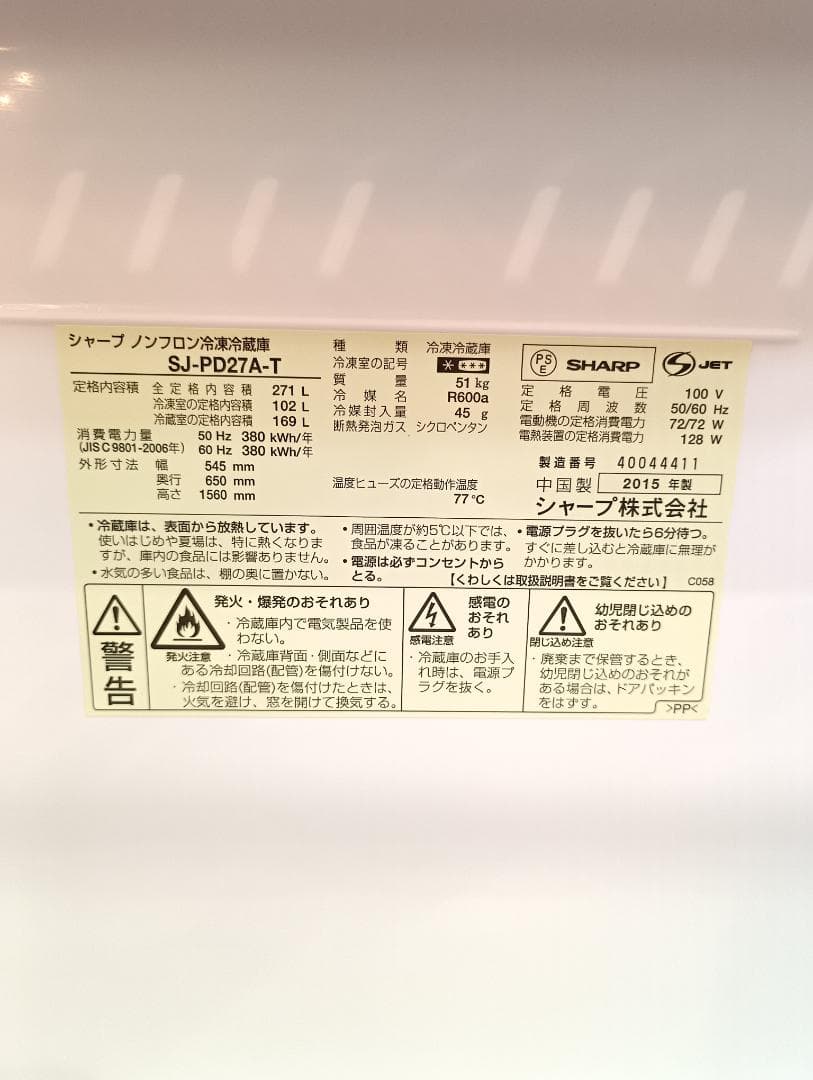 シャープ ノンフロン冷凍冷蔵庫
SJ-PD27A-T
定格内容積 全定格内容積 271 L
冷凍室の定格内容積 102 L
冷蔵室の定格内容積 169 L
消費電力量 50 Hz 380 kWh/年
(JIS C 9801-2006年) 60 Hz 380 kWh/年
外形寸法 幅 545 mm
奥行 650 mm
高さ 1560 mm
種類 冷凍冷蔵庫
冷凍室の記号 * ***
質量 51 kg
冷媒名 R600a
冷媒封入量 45 g
断熱発泡ガス シクロペンタン
温度ヒューズの定格動作温度
77℃
PSE SHARP S JET
定格電圧 100 V
定格周波数 50/60 Hz
電動機の定格消費電力 72/72 W
電熱装置の定格消費電力 128 W
製造番号 40044411
中国製 2015 年製
シャープ株式会社
・冷蔵庫は、表面から放熱しています。
使いはじめや夏場は、特に熱くなりま
すが、庫内の食品には影響ありません。
・水気の多い食品は、棚の奥に置かない。
・周囲温度が約5℃以下では、
食品が凍ることがあります。
・電源は必ずコンセントから
とる。
・電源プラグを抜いたら6分待つ。
すぐに差し込むと冷蔵庫に無理が
かかります。
【くわしくは取扱説明書をご覧ください】 C058
警告
発火注意
発火・爆発のおそれあり
・冷蔵庫内で電気製品を使
わない。
・冷蔵庫背面・側面などに
ある冷却回路(配管)を傷付けない。
・冷却回路(配管)を傷付けたときは、
火気を避け、窓を開けて換気する。
感電注意
感電の
おそれ
あり
・冷蔵庫のお手入
れ時は、電源プ
ラグを抜く。
閉じ込め注意
幼児閉じ込めの
おそれあり
・廃棄まで保管するとき、
幼児閉じ込めのおそれが
ある場合は、ドアパッキン
をはずす。
>PP<